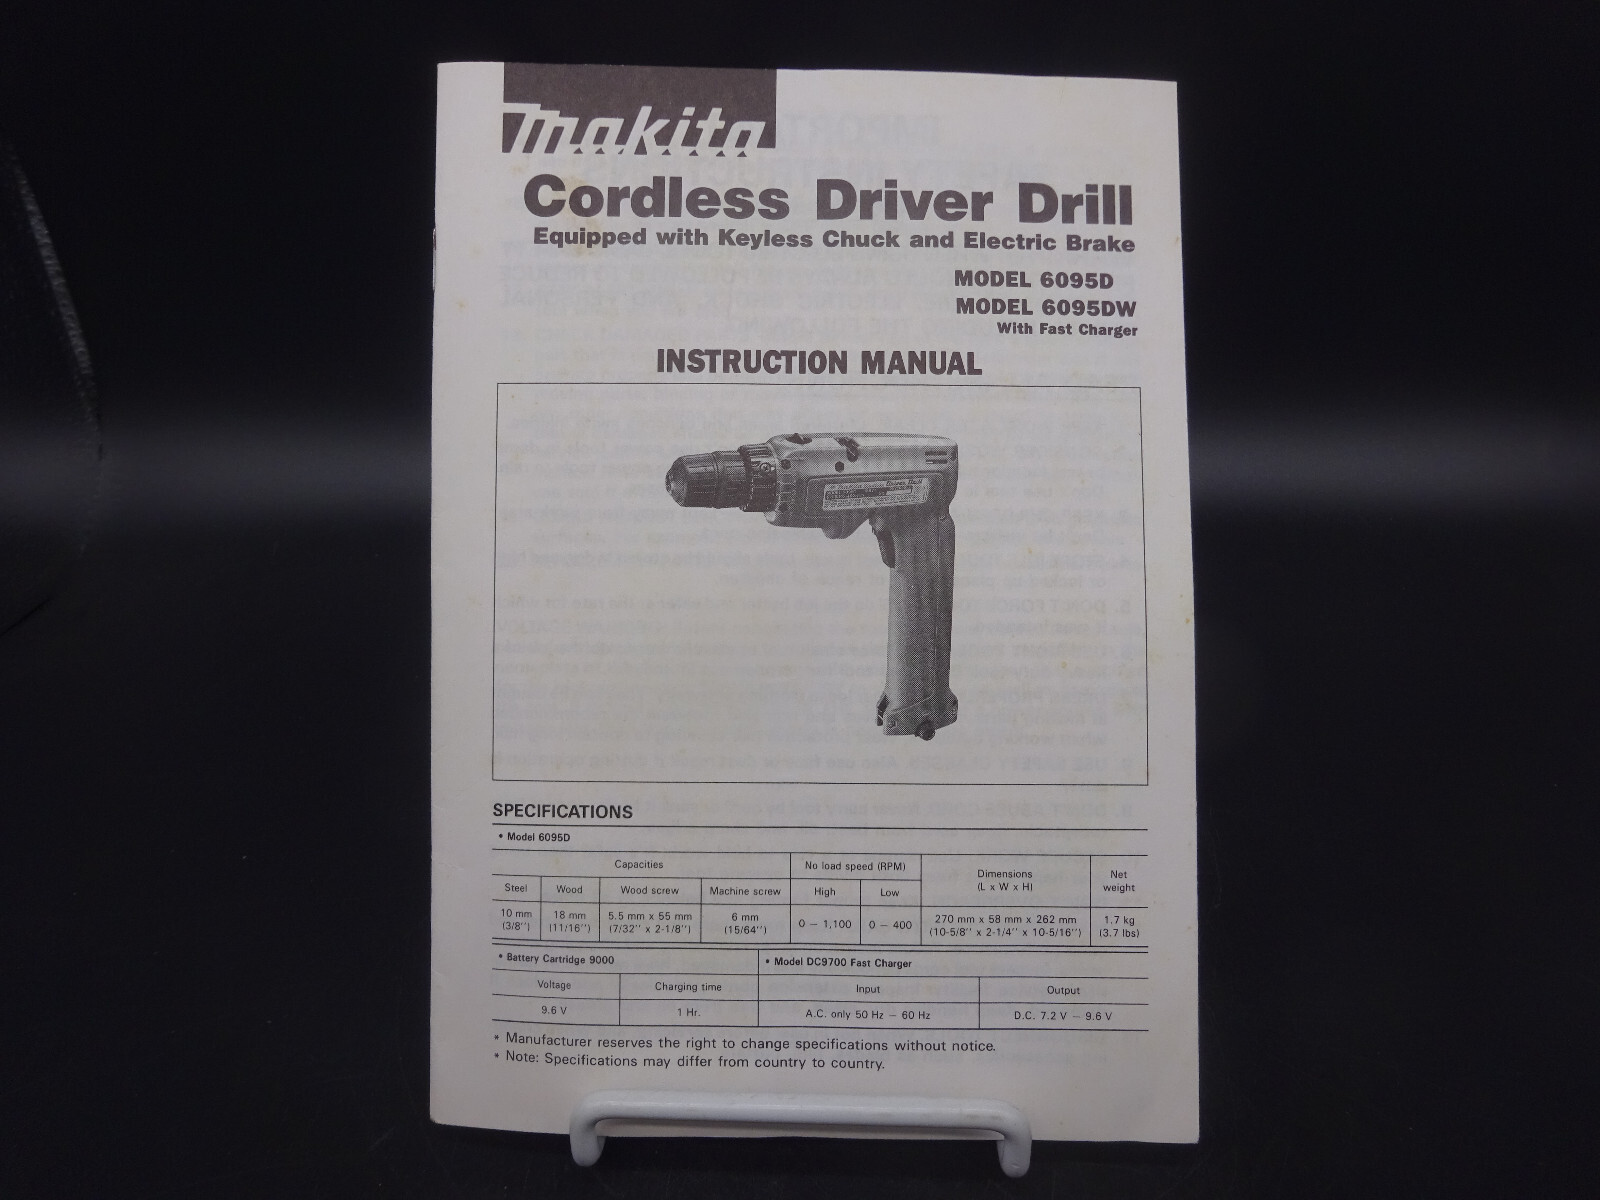 Makita
Cordless Driver Drill
Equipped with Keyless Chuck and Electric Brake
MODEL 6095D
MODEL 6095DW
With Fast Charger
INSTRUCTION MANUAL
Driver Drill
SPECIFICATIONS
• Model 6095D
Capacities No load speed (RPM) Dimensions (L x W x H) Net weight
Steel Wood Wood screw Machine screw High Low
10 mm 18 mm 5.5 mm x 55 mm 6 mm 0 – 1,100 0 – 400 270 mm x 58 mm x 262 mm 1.7 kg
(3/8'') (11/16'') (7/32'' x 2-1/8'') (15/64'') (10-5/8'' x 2-1/4'' x 10-5/16'') (3.7 lbs)
• Battery Cartridge 9000 • Model DC9700 Fast Charger
Voltage Charging time Input Output
9.6 V 1 Hr. A.C. only 50 Hz – 60 Hz D.C. 7.2 V – 9.6 V
* Manufacturer reserves the right to change specifications without notice.
* Note: Specifications may differ from country to country.